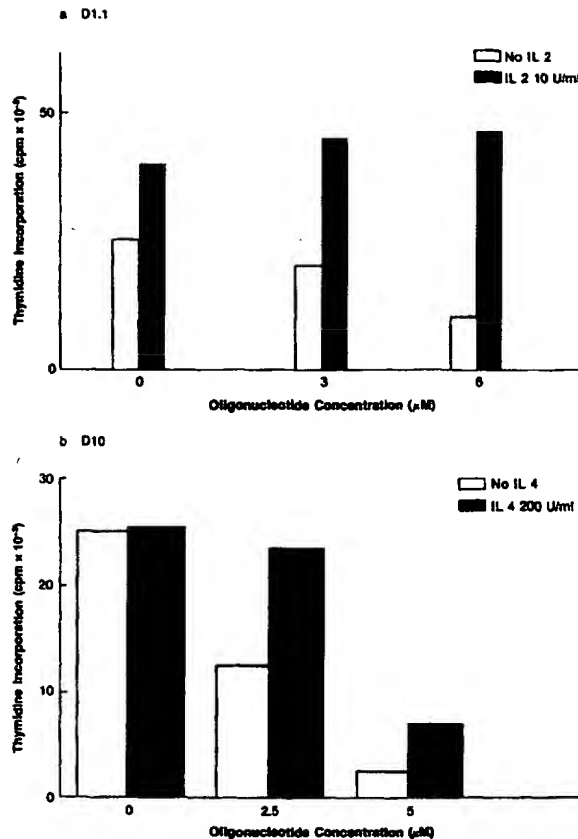 a D1.1
No IL 2
IL 2 10 U/ml
Thymidine Incorporation (cpm x 10⁻³)
50
0
0 3 6
Oligonucleotide Concentration (μM)
b D10
No IL 4
IL 4 200 U/ml
Thymidine Incorporation (cpm x 10⁻³)
30
20
10
0
0 2.5 5
Oligonucleotide Concentration (μM)